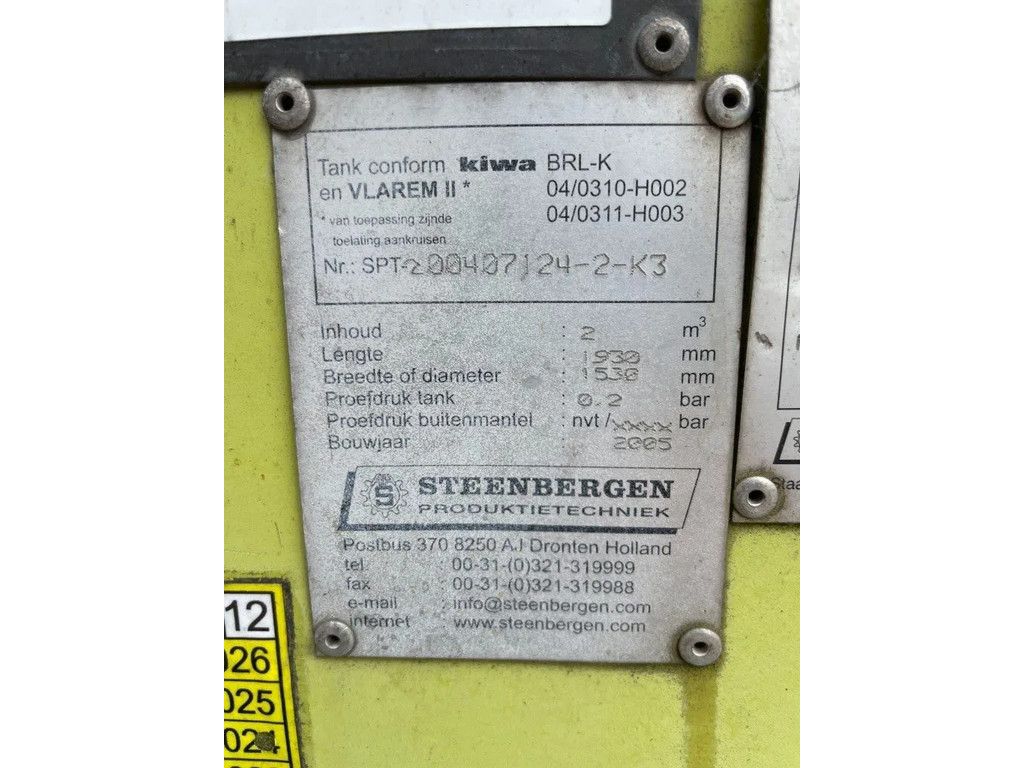 Tank conform kiwa BRL-K
en VLAREM II * 04/0310-H002
* van toepassing zijnde 04/0311-H003
toelating aankruisen
Nr.: SPT-200407124-2-K3
Inhoud : 2 m³
Lengte : 1930 mm
Breedte of diameter : 1530 mm
Proefdruk tank : 0.2 bar
Proefdruk buitenmantel : nvt / xxxx bar
Bouwjaar : 2005
S STEENBERGEN
PRODUKTIETECHNIEK
Postbus 370 8250 AJ Dronten Holland
tel : 00-31-(0)321-319999
fax : 00-31-(0)321-319988
e-mail : info@steenbergen.com
internet : www.steenbergen.com
12
026
025
024